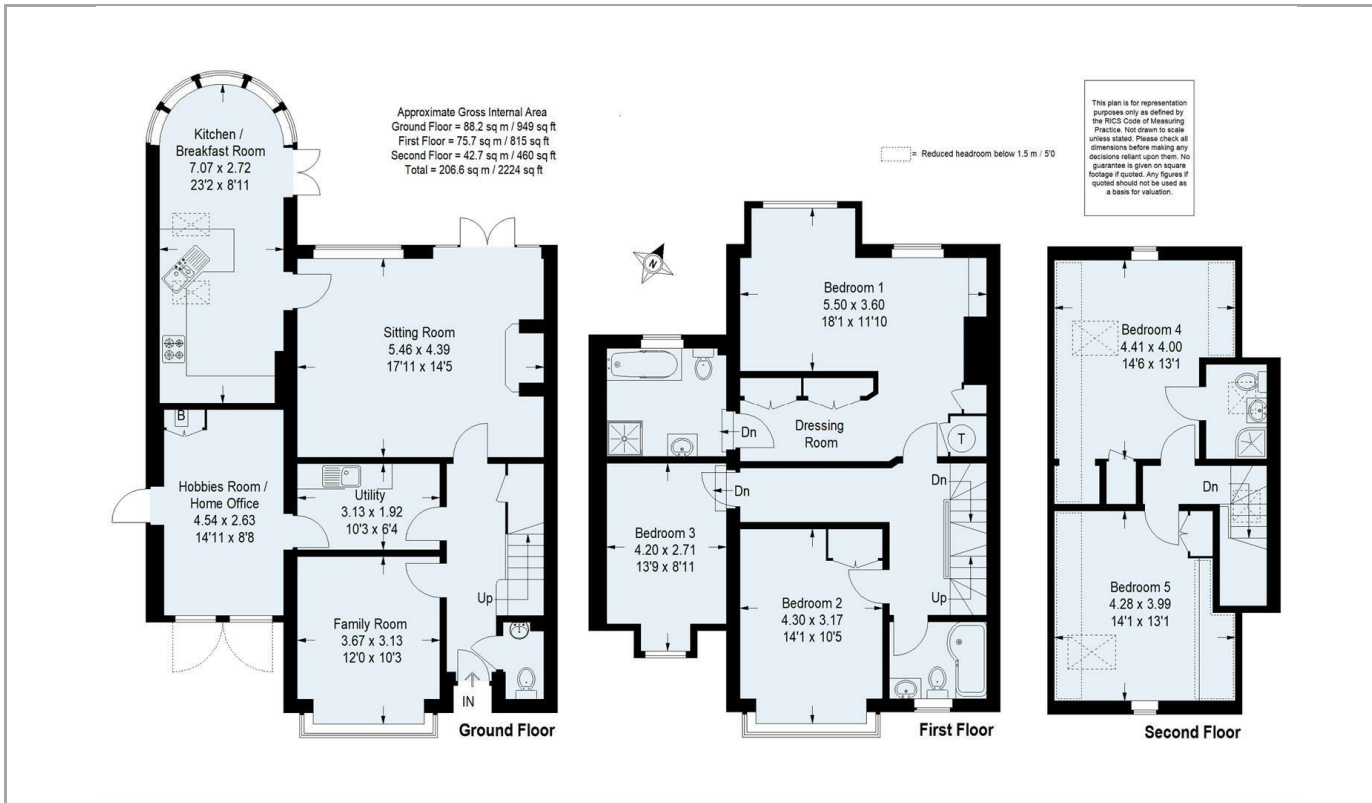 Kitchen /
Breakfast Room
7.07 x 2.72
23'2 x 8'11
Approximate Gross Internal Area
Ground Floor = 88.2 sq m / 949 sq ft
First Floor = 75.7 sq m / 815 sq ft
Second Floor = 42.7 sq m / 460 sq ft
Total = 206.6 sq m / 2224 sq ft
= Reduced headroom below 1.5 m / 5'0
This plan is for representation
purposes only as defined by
the RICS Code of Measuring
Practice. Not drawn to scale
unless stated. Please check all
dimensions before making any
decisions reliant upon them. No
guarantee is given on square
footage if quoted. Any figures if
quoted should not be used as
a basis for valuation.
N
Sitting Room
5.46 x 4.39
17'11 x 14'5
B
Hobbies Room /
Home Office
4.54 x 2.63
14'11 x 8'8
Utility
3.13 x 1.92
10'3 x 6'4
Up
Family Room
3.67 x 3.13
12'0 x 10'3
IN
Ground Floor
Bedroom 1
5.50 x 3.60
18'1 x 11'10
Dn
Dressing
Room
T
Dn
Dn
Bedroom 3
4.20 x 2.71
13'9 x 8'11
Bedroom 2
4.30 x 3.17
14'1 x 10'5
Up
First Floor
Bedroom 4
4.41 x 4.00
14'6 x 13'1
Dn
Bedroom 5
4.28 x 3.99
14'1 x 13'1
Second Floor